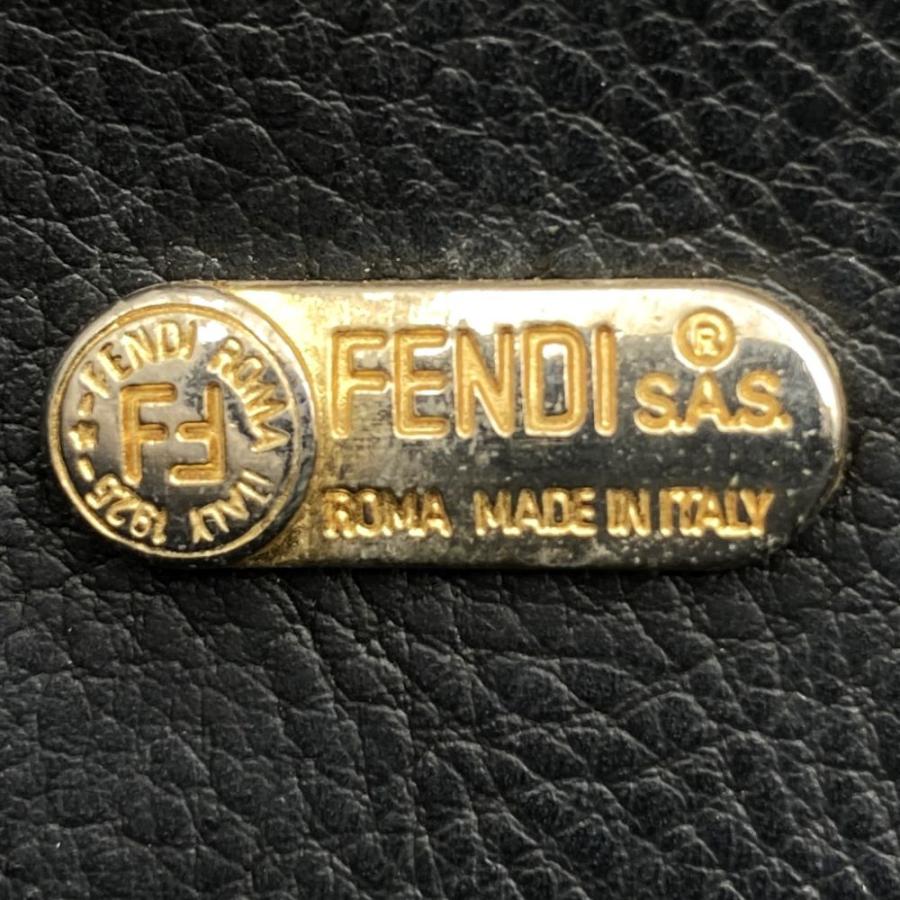 FENDI ROMA ITALY 1925
FF
FENDI ®
S.A.S.
ROMA MADE IN ITALY